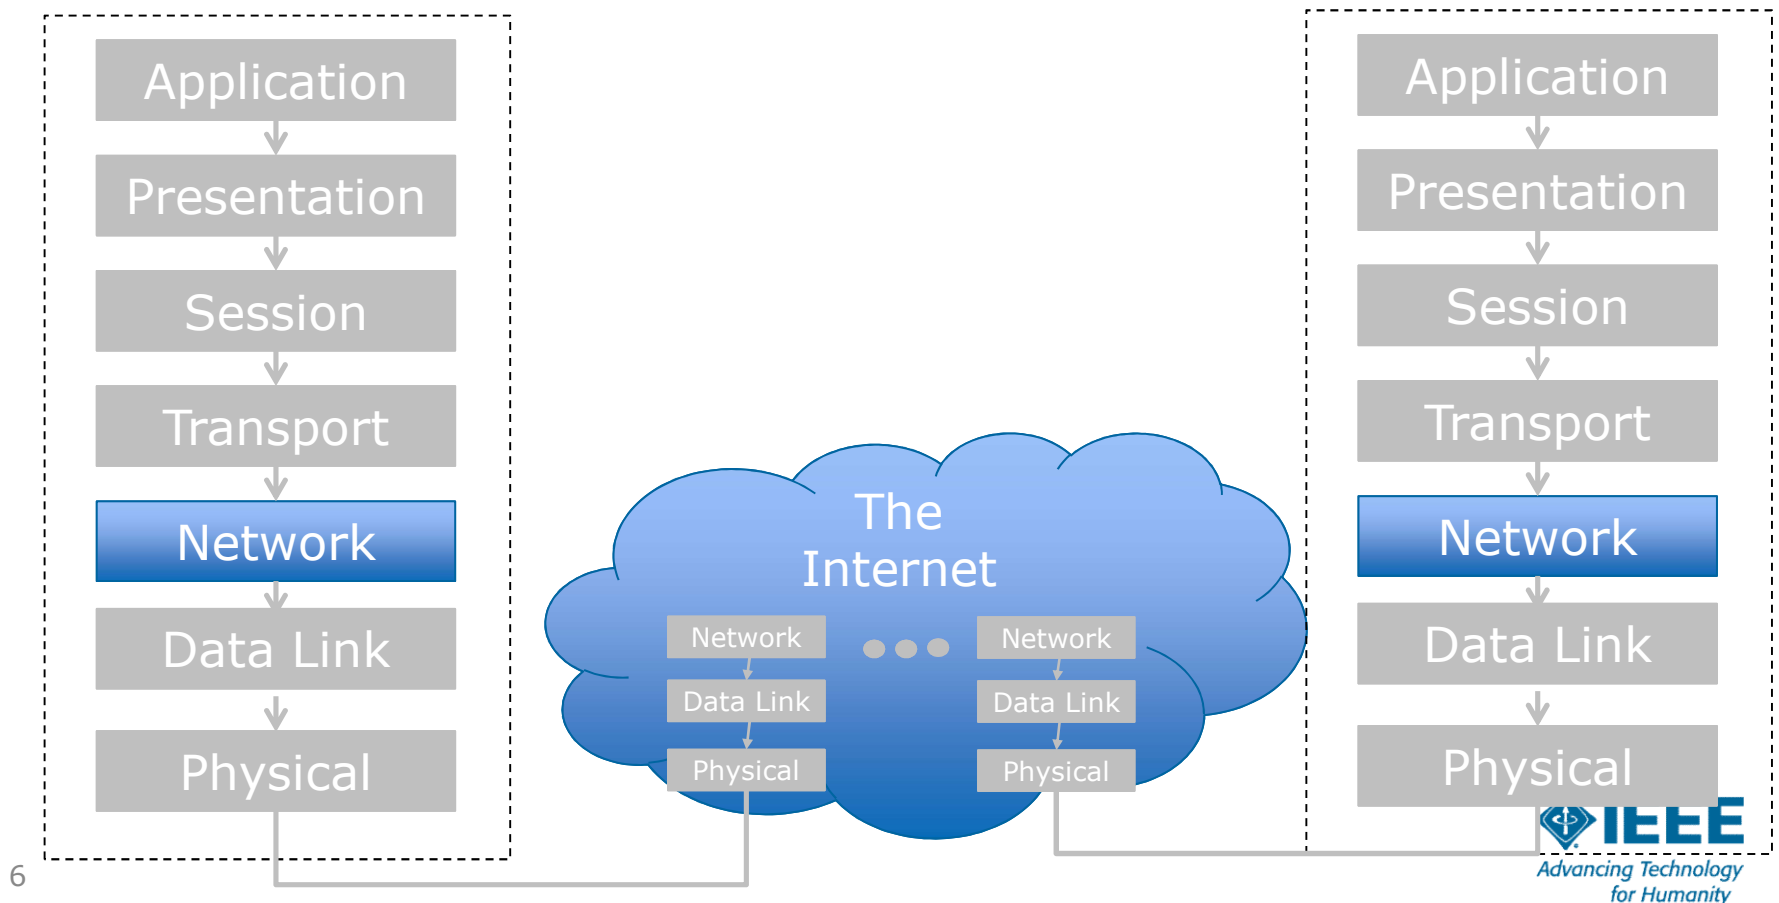 Application
Presentation
Session
Transport
Network
Data Link
Physical
The
Internet
Network
Data Link
Physical
Network
Data Link
Physical
Application
Presentation
Session
Transport
Network
Data Link
Physical
IEEE
Advancing Technology
for Humanity
6